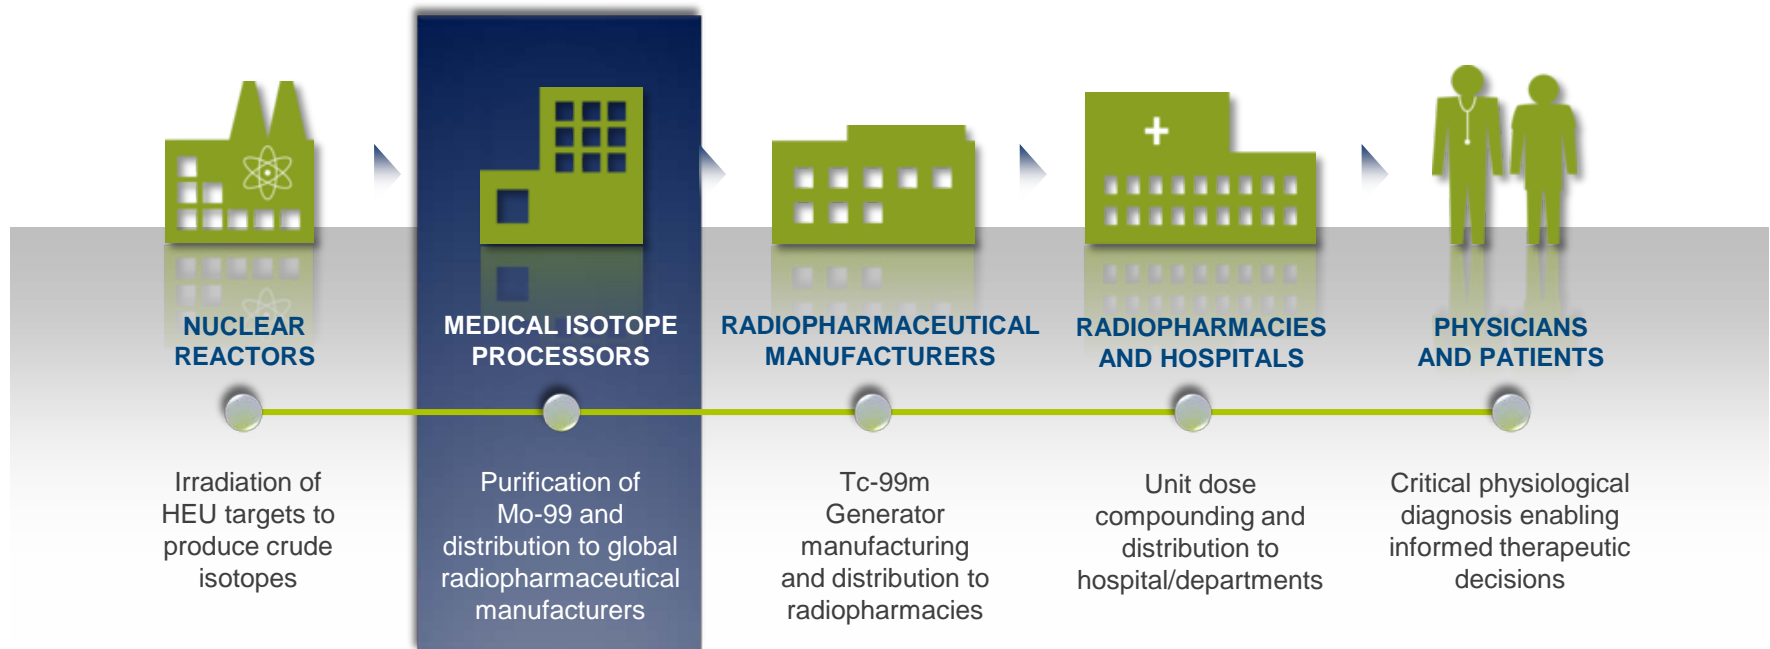 NUCLEAR
REACTORS
MEDICAL ISOTOPE
PROCESSORS
RADIOPHARMACEUTICAL
MANUFACTURERS
RADIOPHARMACIES
AND HOSPITALS
PHYSICIANS
AND PATIENTS
Irradiation of
HEU targets to
produce crude
isotopes
Purification of
Mo-99 and
distribution to global
radiopharmaceutical
manufacturers
Tc-99m
Generator
manufacturing
and distribution to
radiopharmacies
Unit dose
compounding and
distribution to
hospital/departments
Critical physiological
diagnosis enabling
informed therapeutic
decisions